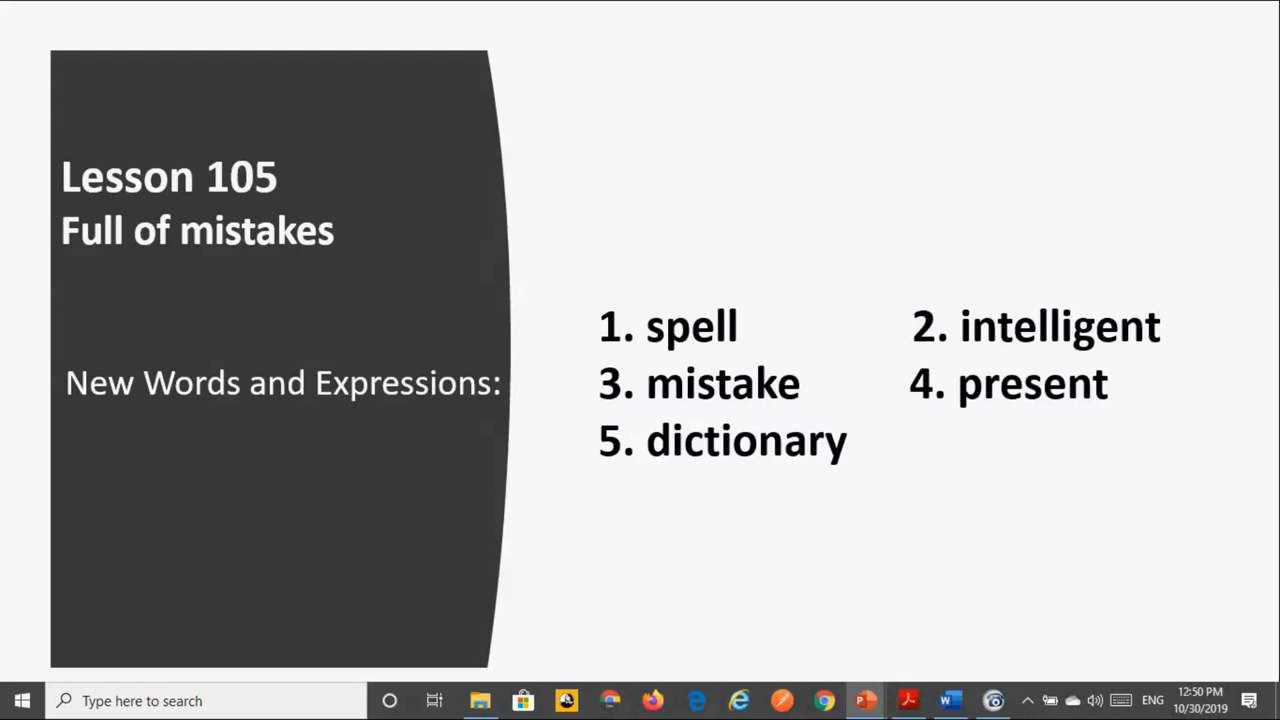 Lesson 105
Full of mistakes
New Words and Expressions:
1. spell 2. intelligent
3. mistake 4. present
5. dictionary
Type here to search
ENG
12:50 PM
10/30/2019